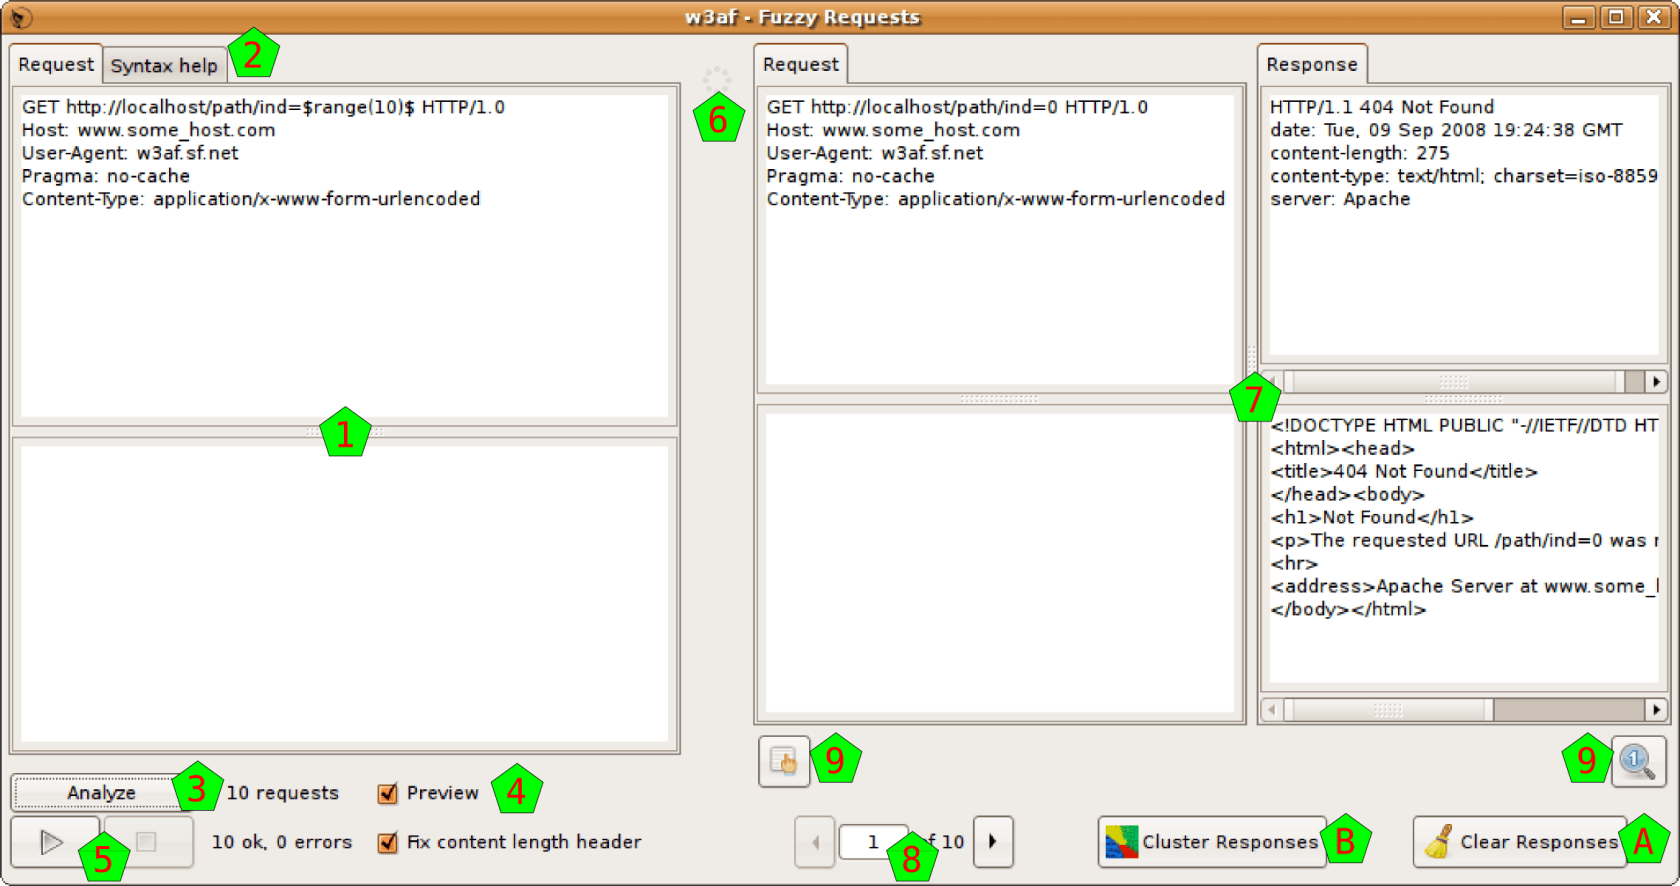 w3af - Fuzzy Requests
Request
Syntax help
2
GET http://localhost/path/ind=$range(10)$ HTTP/1.0
Host: www.some_host.com
User-Agent: w3af.sf.net
Pragma: no-cache
Content-Type: application/x-www-form-urlencoded
1
3
Analyze
10 requests
Preview
4
5
10 ok, 0 errors
Fix content length header
6
Request
GET http://localhost/path/ind=0 HTTP/1.0
Host: www.some_host.com
User-Agent: w3af.sf.net
Pragma: no-cache
Content-Type: application/x-www-form-urlencoded
7
Response
HTTP/1.1 404 Not Found
date: Tue, 09 Sep 2008 19:24:38 GMT
content-length: 275
content-type: text/html; charset=iso-8859
server: Apache
<!DOCTYPE HTML PUBLIC "-//IETF//DTD HT
<html><head>
<title>404 Not Found</title>
</head><body>
<h1>Not Found</h1>
<p>The requested URL /path/ind=0 was
<hr>
<address>Apache Server at www.some_
</body></html>
9
9
1
1
8
of 10
Cluster Responses
B
Clear Responses
A